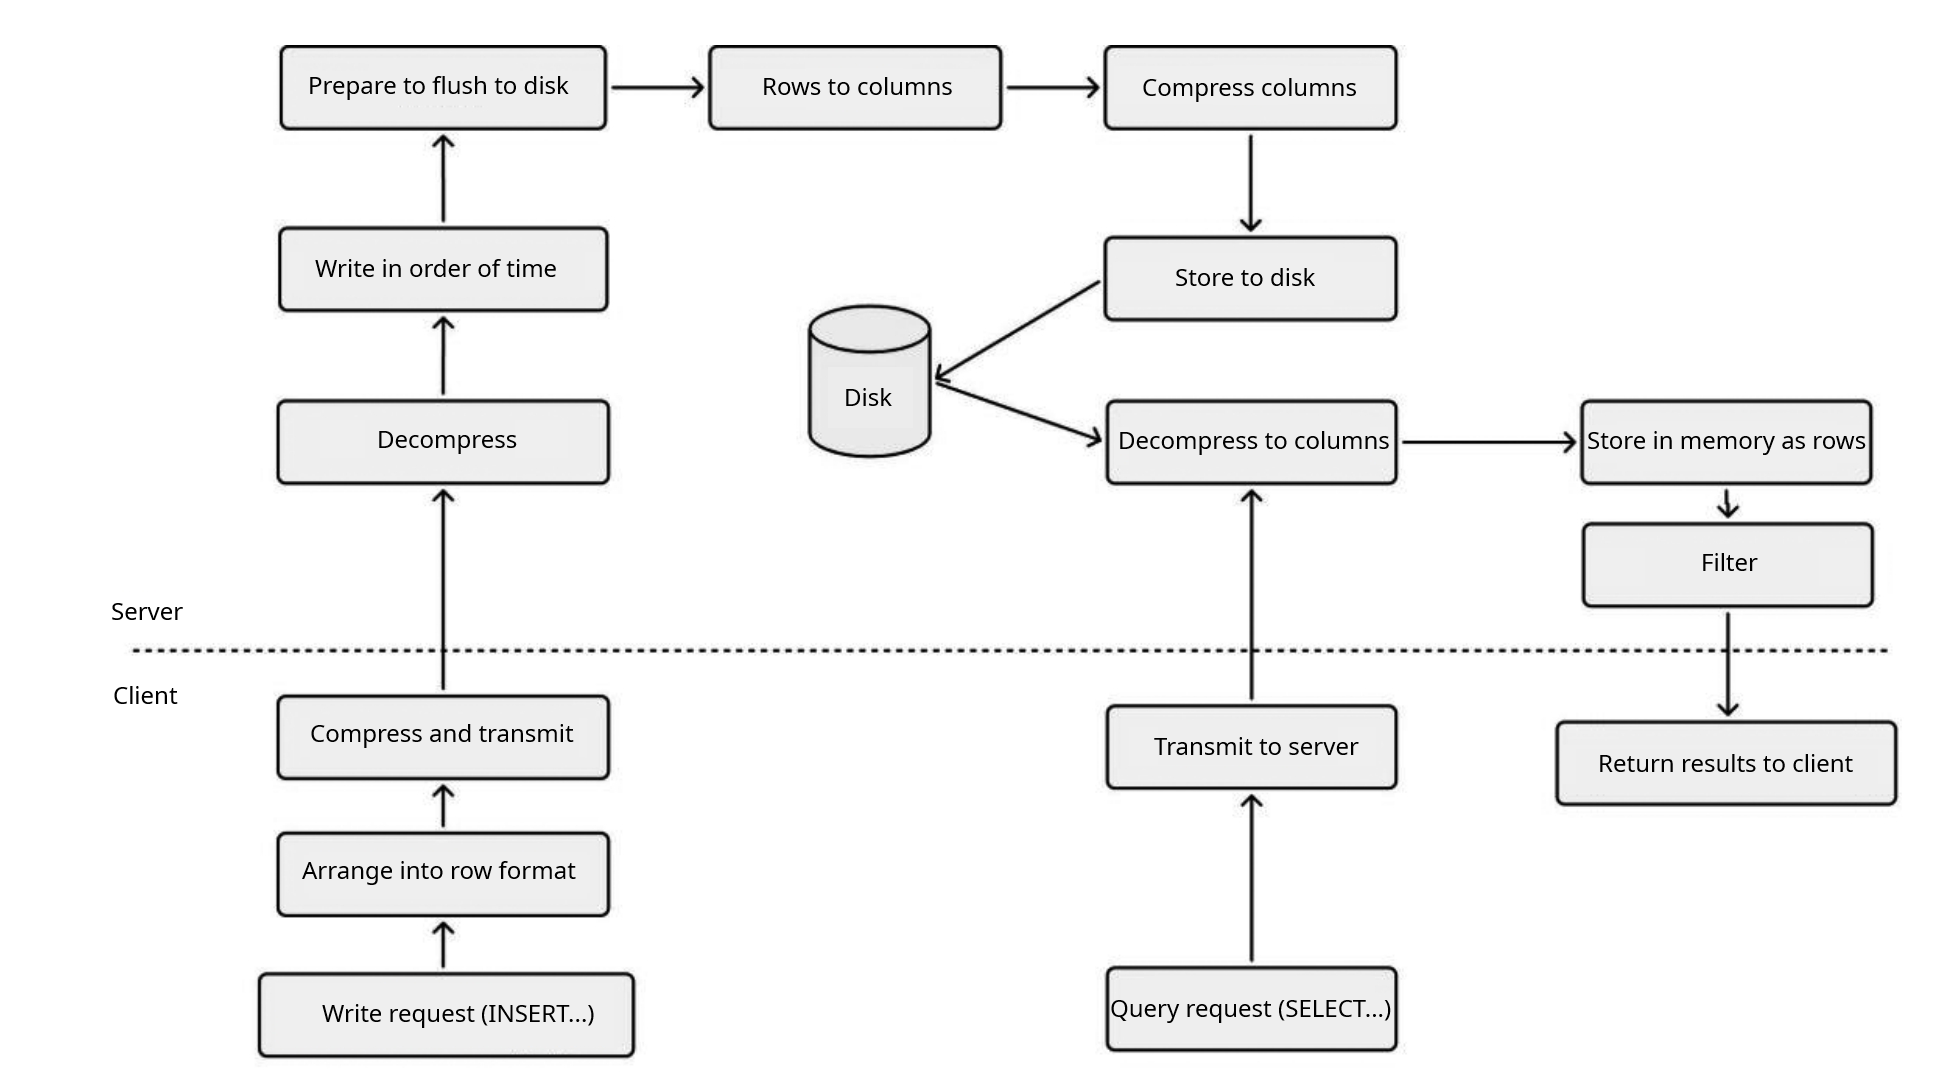 Prepare to flush to disk
Rows to columns
Compress columns
Write in order of time
Store to disk
Disk
Decompress
Decompress to columns
Store in memory as rows
Filter
Server
Client
Compress and transmit
Transmit to server
Return results to client
Arrange into row format
Write request (INSERT...)
Query request (SELECT...)